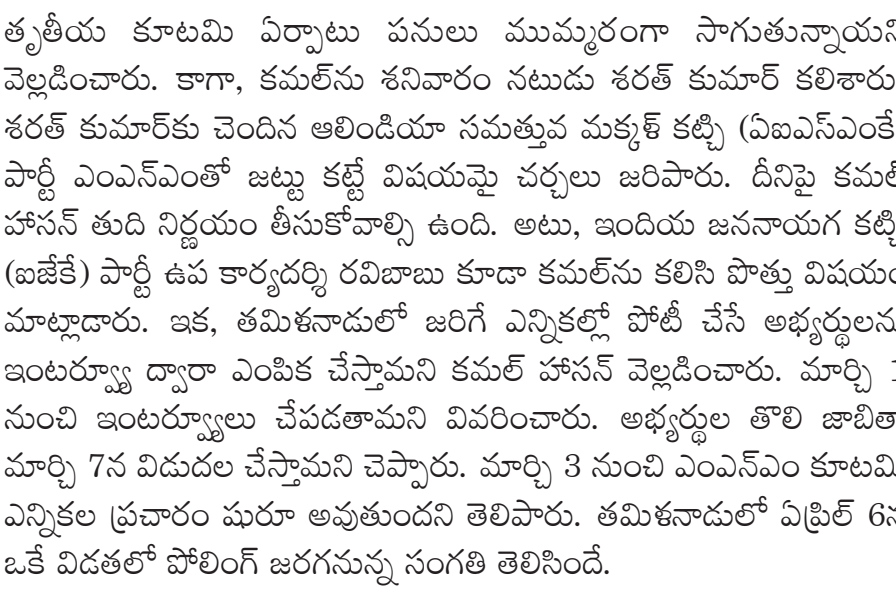 తృతీయ కూటమి ఏర్పాటు పనులు ముమ్మరంగా సాగుతున్నాయని
వెల్లడించారు. కాగా, కమల్‌ను శనివారం నటుడు శరత్ కుమార్ కలిశారు
శరత్ కుమార్‌కు చెందిన ఆలిండియా సమత్తువ మక్కళ్ కట్చి (ఏఐఎస్ఎంకే
పార్టీ ఎంఎన్ఎంతో జట్టు కట్టే విషయమై చర్చలు జరిపారు. దీనిపై కమల్
హాసన్ తుది నిర్ణయం తీసుకోవాల్సి ఉంది. అటు, ఇందియ జననాయగ కట్చి
(ఐజేకే) పార్టీ ఉప కార్యదర్శి రవిబాబు కూడా కమల్‌ను కలిసి పొత్తు విషయం
మాట్లాడారు. ఇక, తమిళనాడులో జరిగే ఎన్నికల్లో పోటీ చేసే అభ్యర్థులను
ఇంటర్వ్యూ ద్వారా ఎంపిక చేస్తామని కమల్ హాసన్ వెల్లడించారు. మార్చి 1
నుంచి ఇంటర్వ్యూలు చేపడతామని వివరించారు. అభ్యర్థుల తొలి జాబితా
మార్చి 7న విడుదల చేస్తామని చెప్పారు. మార్చి 3 నుంచి ఎంఎన్ఎం కూటమి
ఎన్నికల ప్రచారం షురూ అవుతుందని తెలిపారు. తమిళనాడులో ఏప్రిల్ 6న
ఒకే విడతలో పోలింగ్ జరగనున్న సంగతి తెలిసిందే.